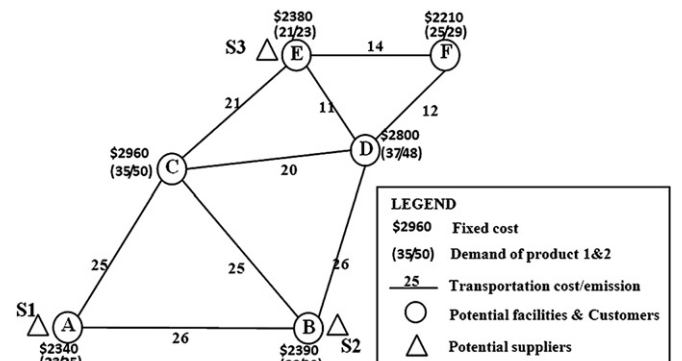 $2380
(21/23)
$2210
(25/29)
S3
E
14
F
21
11
12
$2960
(35/50)
C
20
D
$2800
(37/48)
25
25
26
S1
A
26
B
S2
$2340
$2390
LEGEND
$2960 Fixed cost
(35/50) Demand of product 1&2
25 Transportation cost/emission
Potential facilities & Customers
Potential suppliers